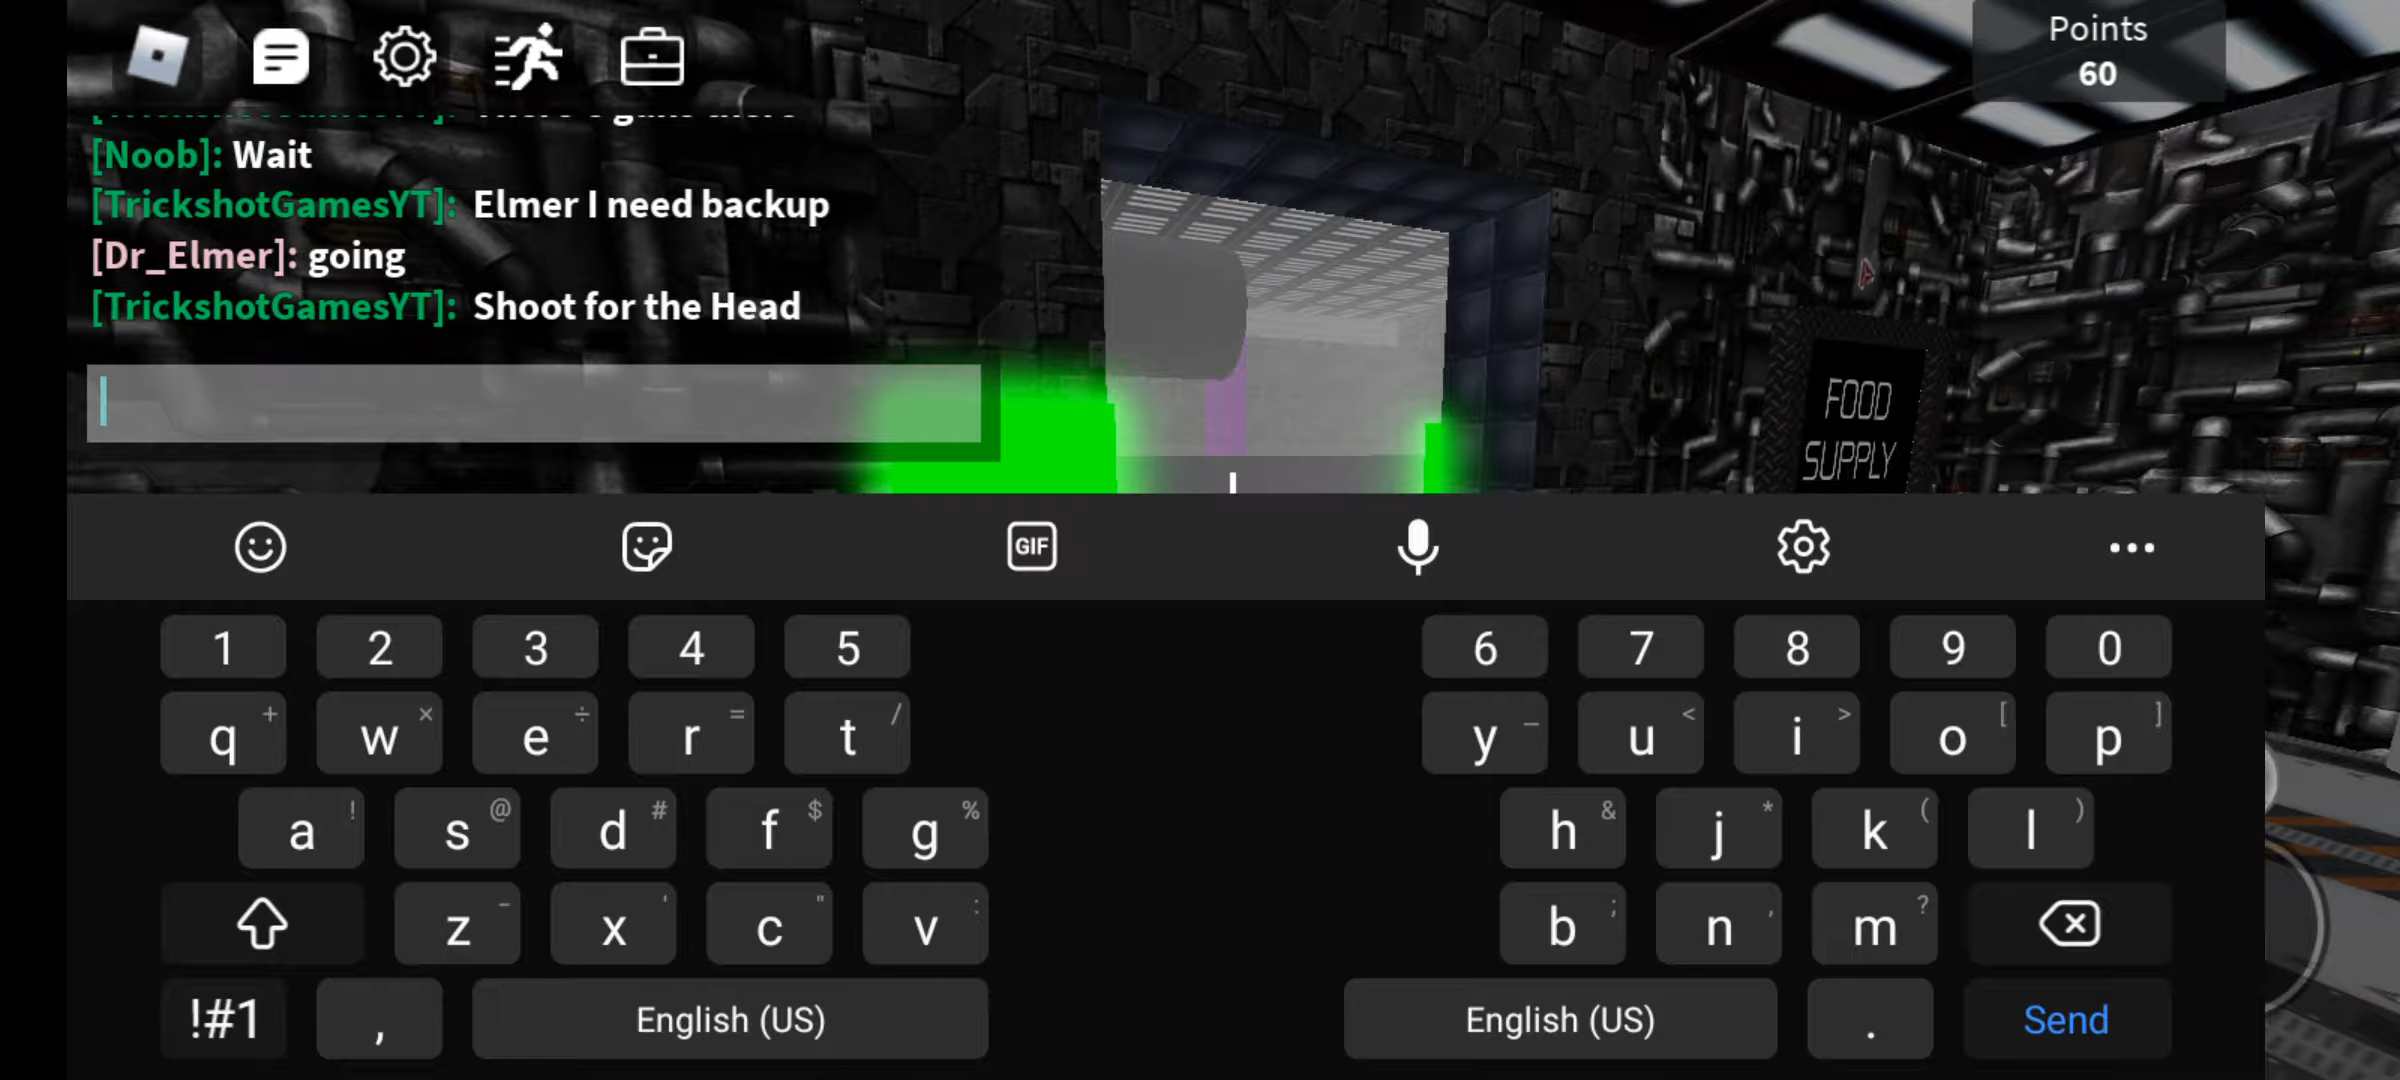 Points
60
[Noob]: Wait
[TrickshotGamesYT]: Elmer I need backup
[Dr_Elmer]: going
[TrickshotGamesYT]: Shoot for the Head
FOOD
SUPPLY
GIF
1 2 3 4 5 6 7 8 9 0
q + w × e ÷ r = t / y _ u < i > o [ p ]
a ! s @ d # f $ g % h & j * k ( l )
z - x ' c " v : b ; n , m ?
!#1 , English (US) English (US) . Send